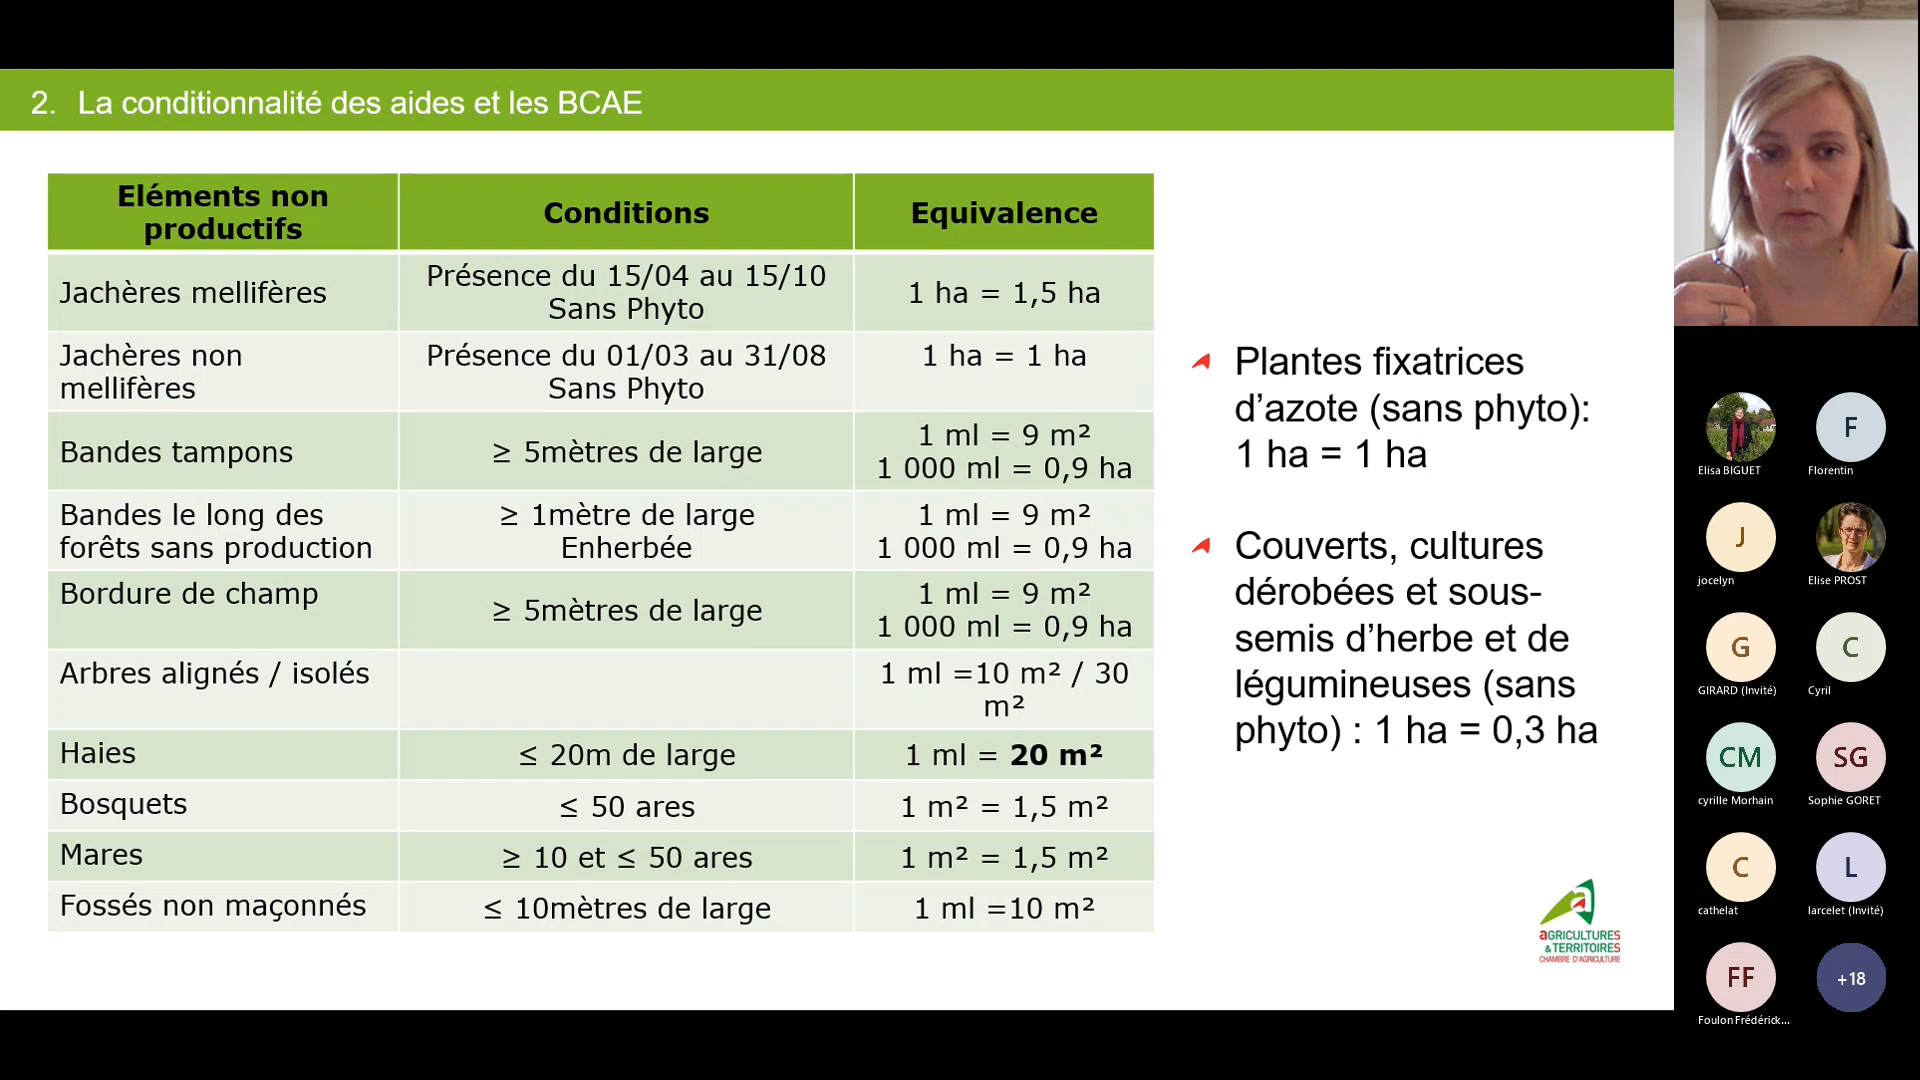 2. La conditionnalité des aides et les BCAE
Eléments non
productifs
Conditions
Equivalence
Jachères mellifères
Présence du 15/04 au 15/10
Sans Phyto
1 ha = 1,5 ha
Jachères non
mellifères
Présence du 01/03 au 31/08
Sans Phyto
1 ha = 1 ha
Bandes tampons
≥ 5mètres de large
1 ml = 9 m²
1 000 ml = 0,9 ha
Bandes le long des
forêts sans production
≥ 1mètre de large
Enherbée
1 ml = 9 m²
1 000 ml = 0,9 ha
Bordure de champ
≥ 5mètres de large
1 ml = 9 m²
1 000 ml = 0,9 ha
Arbres alignés / isolés
1 ml =10 m² / 30
m²
Haies
≤ 20m de large
1 ml = 20 m²
Bosquets
≤ 50 ares
1 m² = 1,5 m²
Mares
≥ 10 et ≤ 50 ares
1 m² = 1,5 m²
Fossés non maçonnés
≤ 10mètres de large
1 ml =10 m²
Plantes fixatrices
d’azote (sans phyto):
1 ha = 1 ha
Couverts, cultures
dérobées et sous-
semis d’herbe et de
légumineuses (sans
phyto) : 1 ha = 0,3 ha
aGRICULTURES
& TERRITOIRES
CHAMBRE D'AGRICULTURE
Elisa BIGUET
F
Florentin
J
jocelyn
Elise PROST
G
GIRARD (Invité)
C
Cyril
CM
cyrille Morhain
SG
Sophie GORET
C
cathelat
L
larcelet (Invité)
FF
Foulon Frédérick...
+18